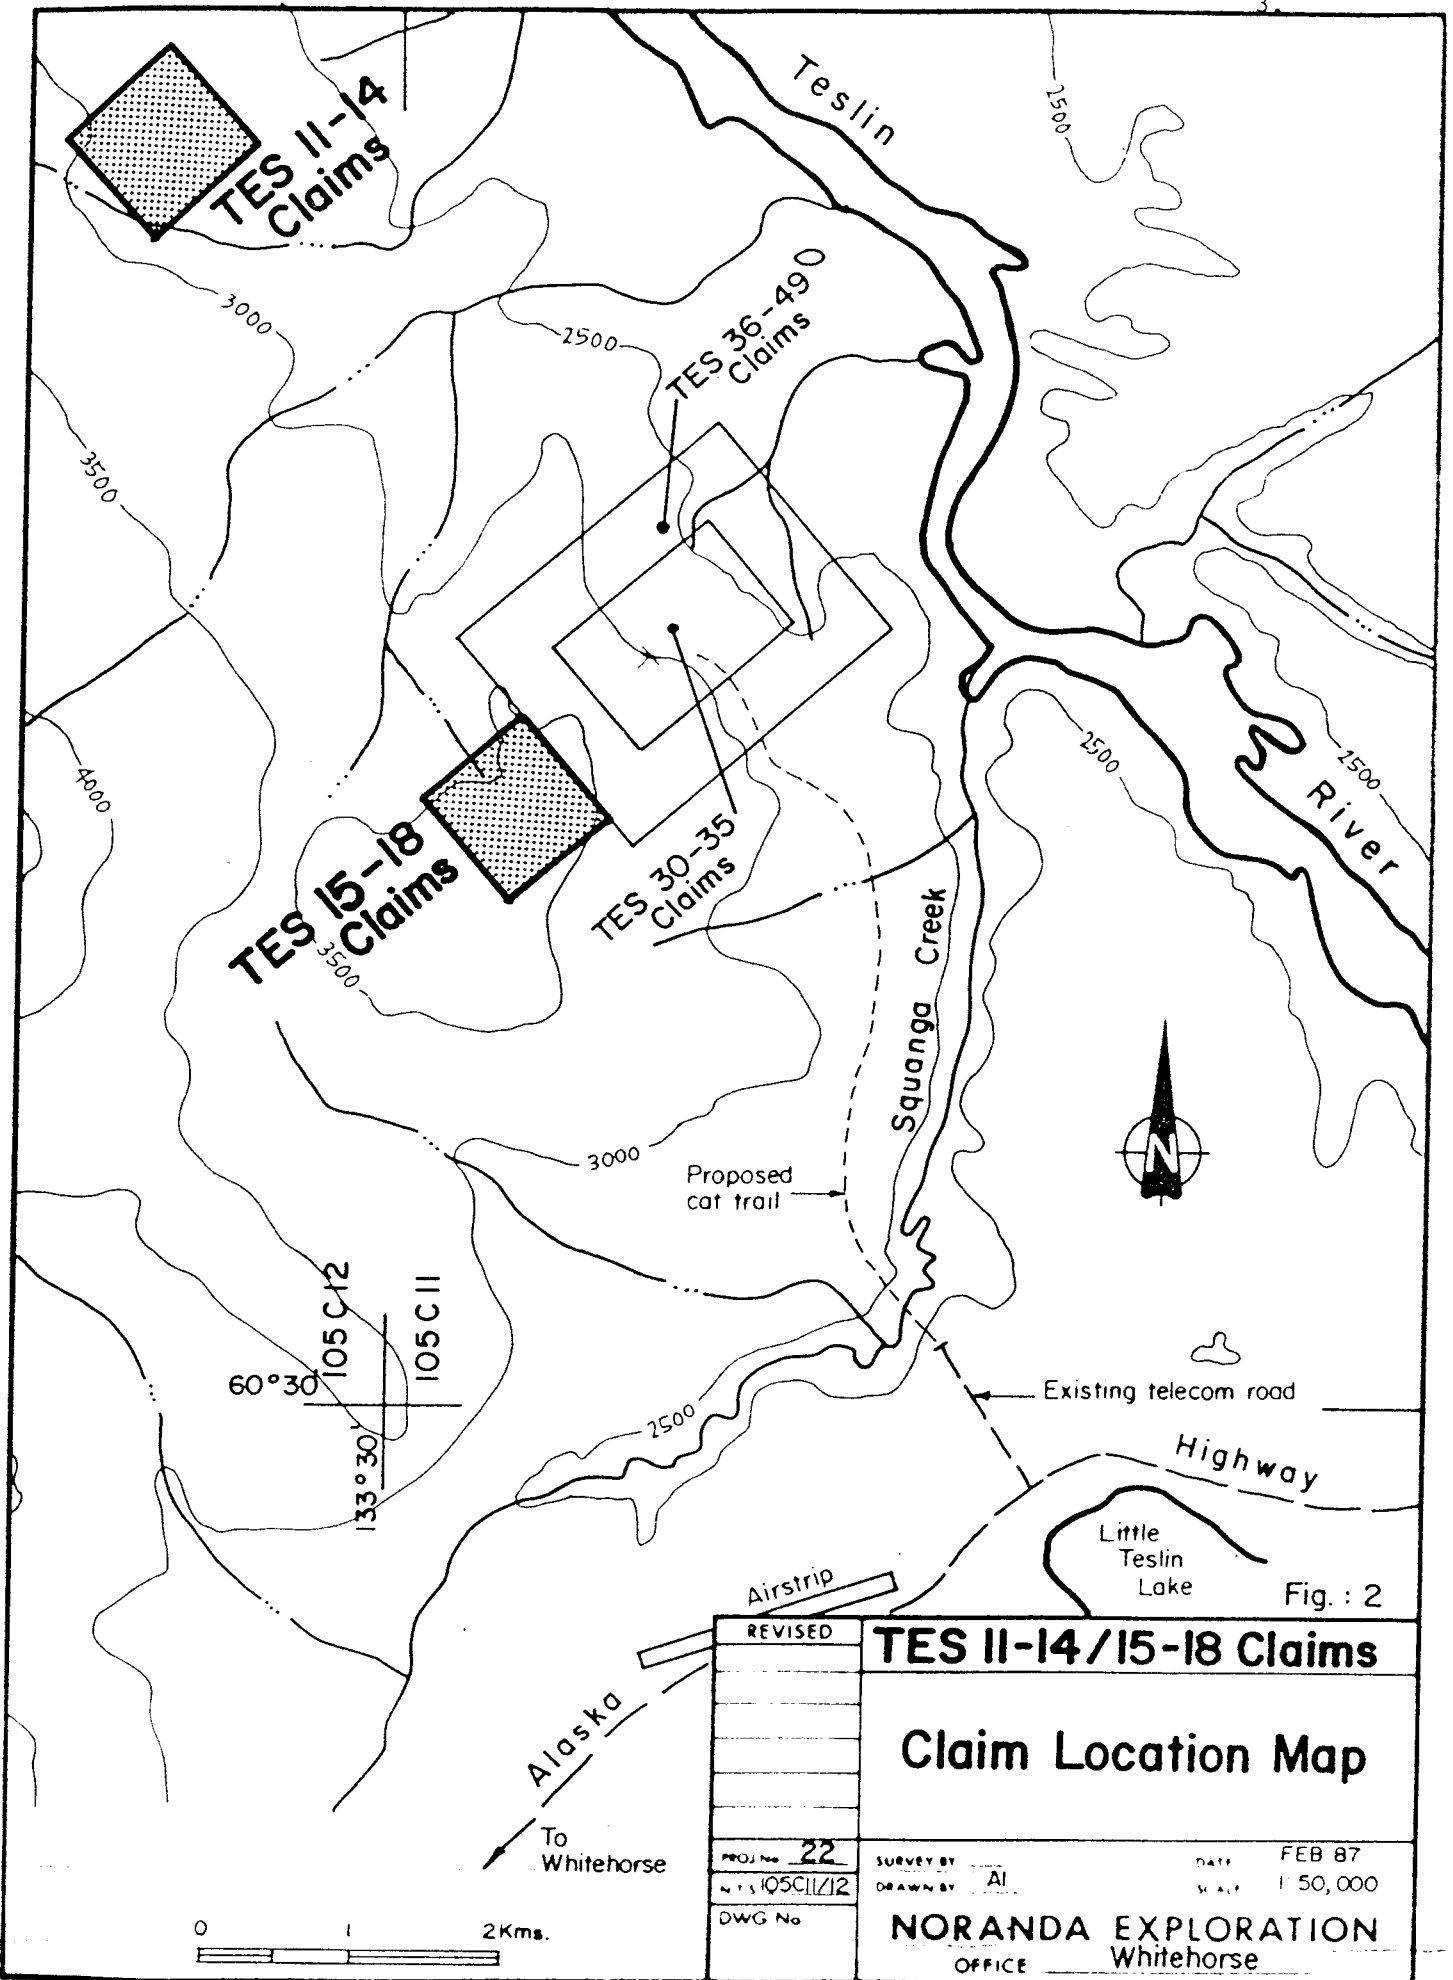 3.
Teslin
2500
TES 11-14
Claims
3000
2500
TES 36-49
Claims
3500
TES 15-18
Claims
TES 30-35
Claims
4000
3500
2500
2500
River
Squanga Creek
3000
Proposed
cat trail
N
105 C 12
105 C 11
60°30'
133°30'
2500
Existing telecom road
Highway
Little
Teslin
Lake
Airstrip
Fig. : 2
Alaska
To
Whitehorse
0 1 2Kms.
REVISED
TES 11-14/15-18 Claims
Claim Location Map
PROJ No 22
N.T.S 105C11/12
DWG No
SURVEY BY
DATE FEB 87
DRAWN BY AI
SCALE 1:50,000
NORANDA EXPLORATION
OFFICE Whitehorse